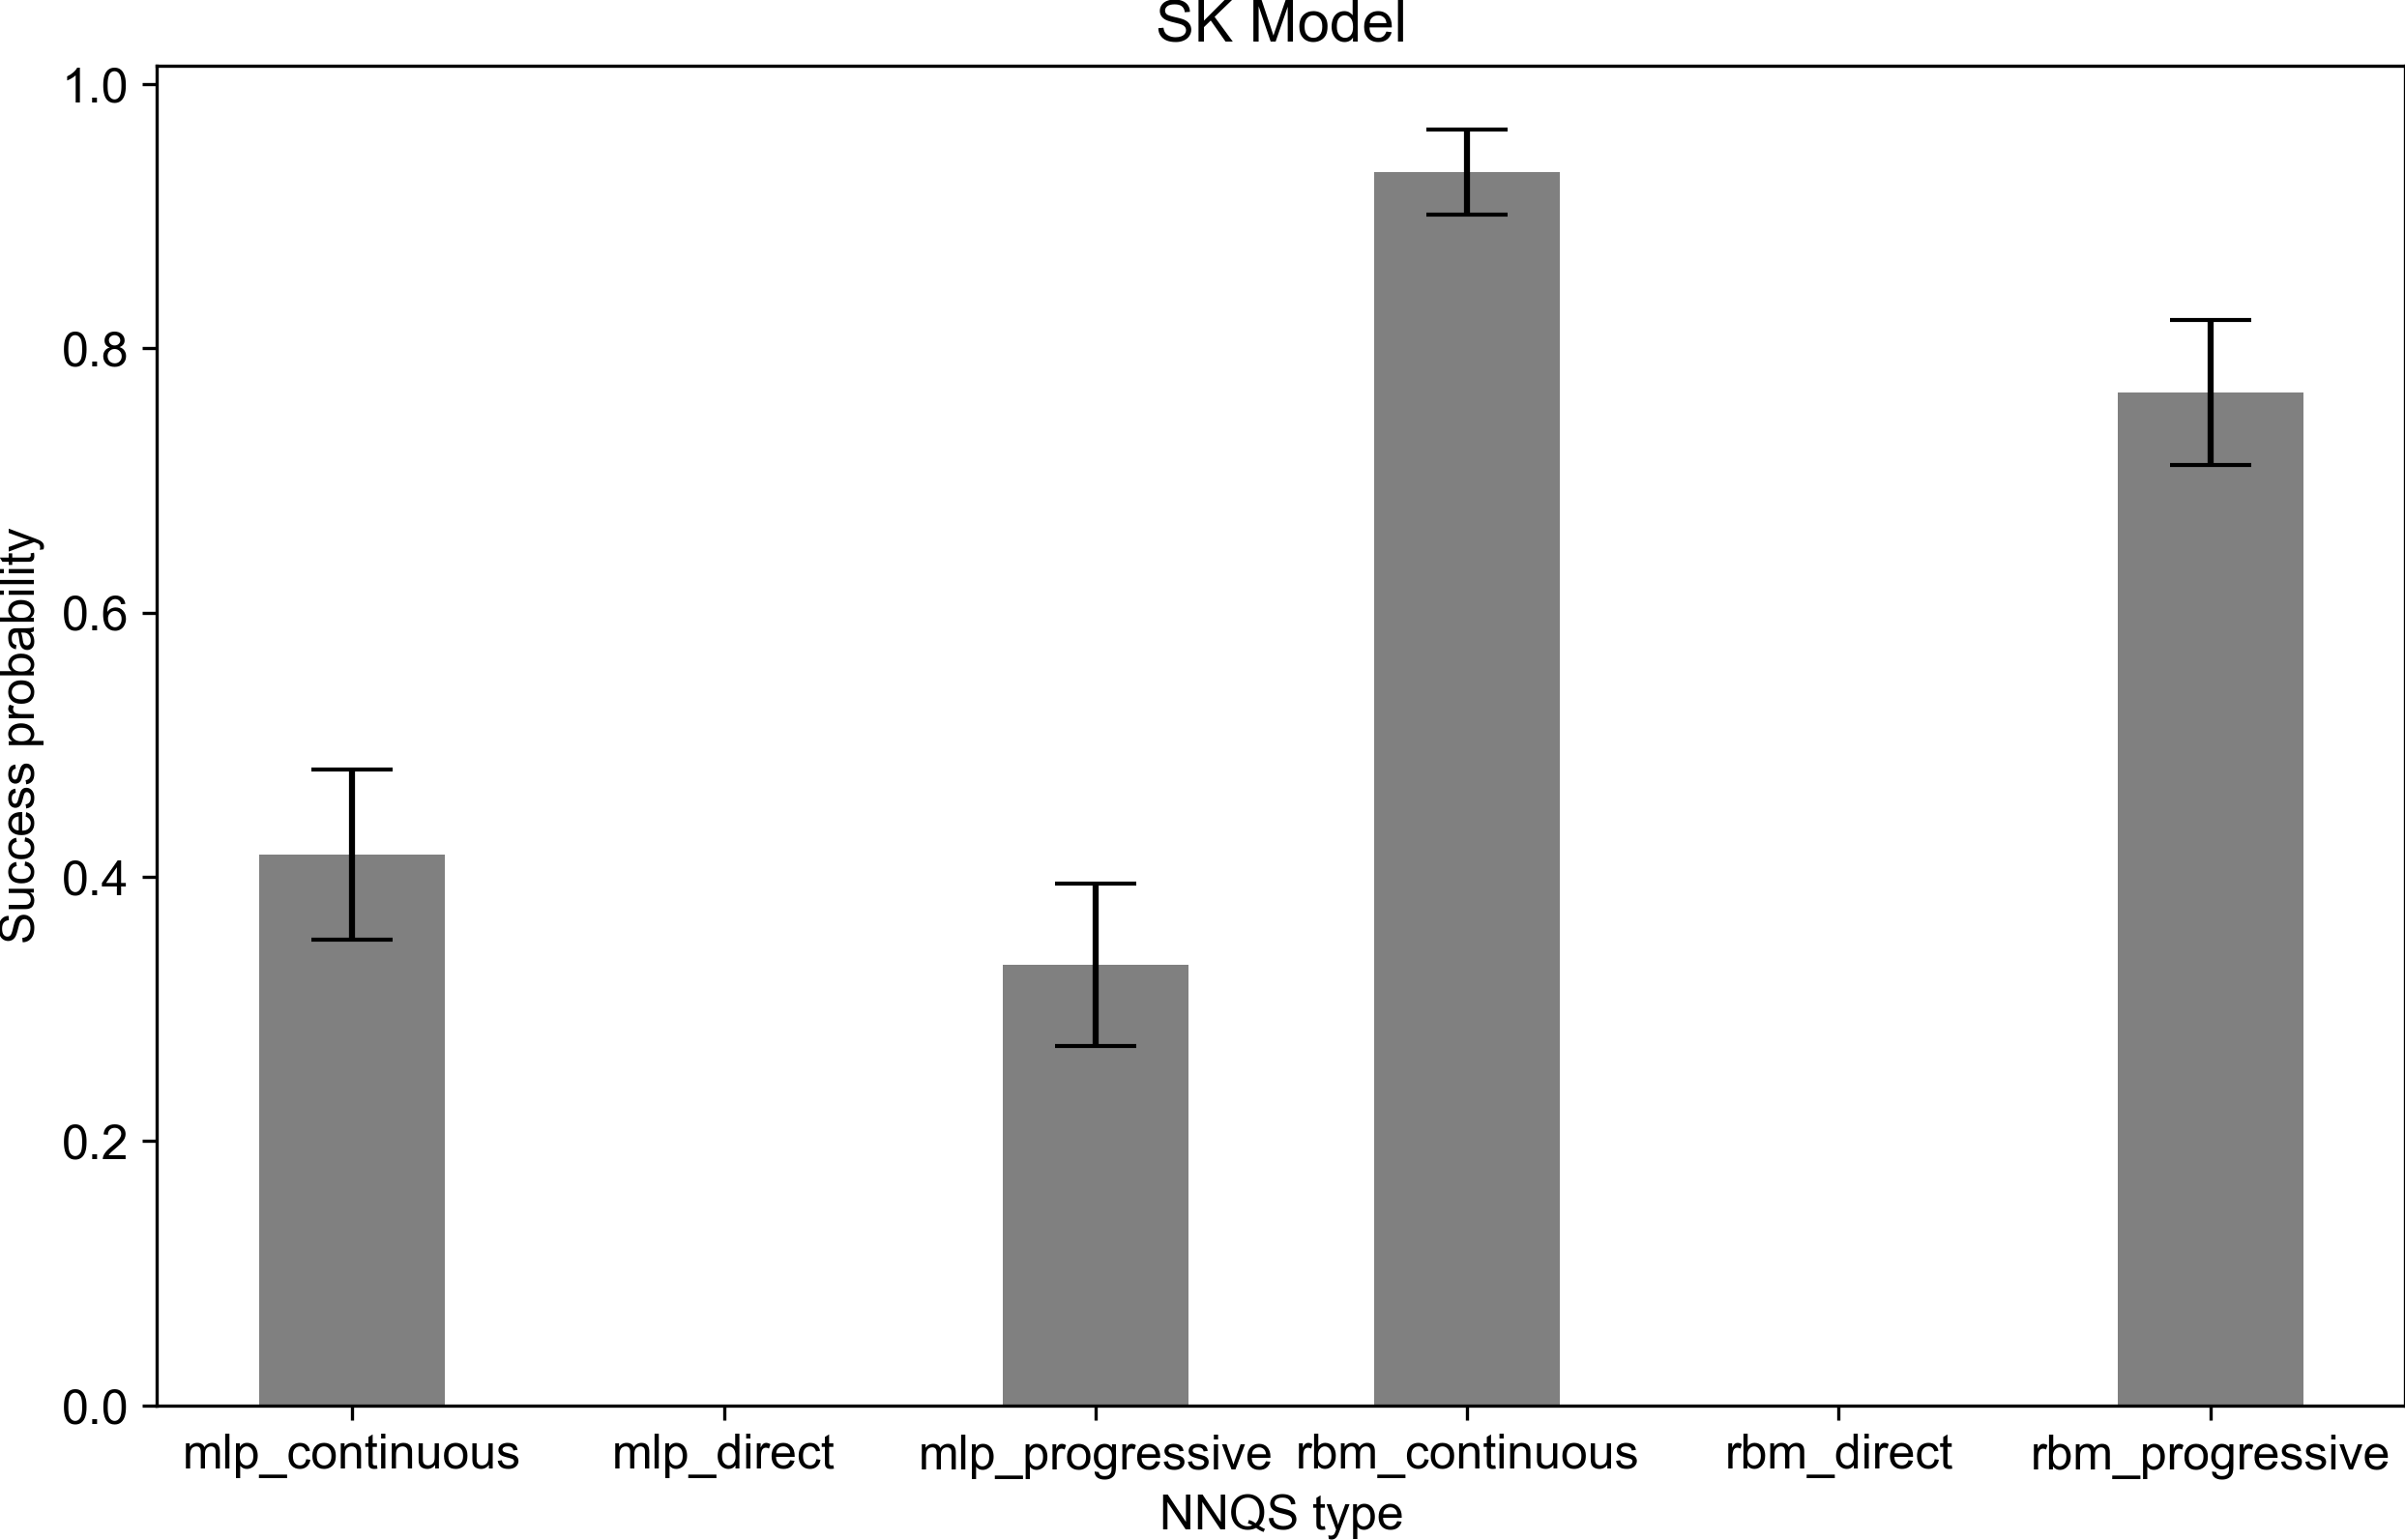 SK Model
1.0
0.8
0.6
0.4
0.2
0.0
Success probability
mlp_continuous mlp_direct mlp_progressive rbm_continuous rbm_direct rbm_progressive
NNQS type